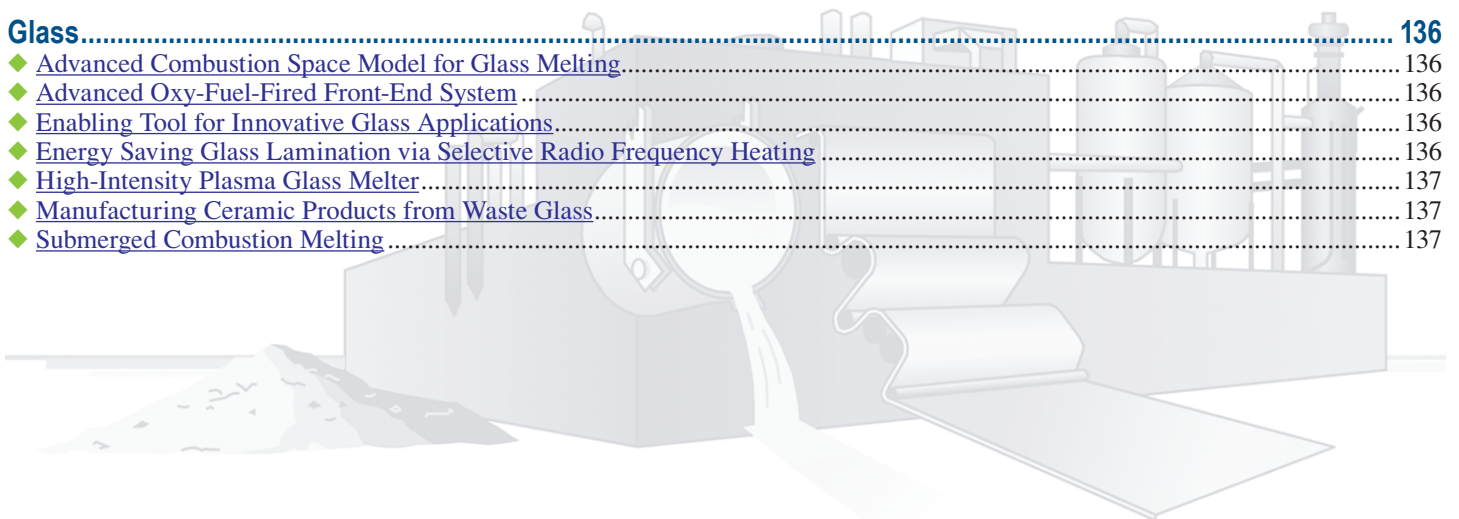 Glass.................................................................................................................. 136
◆ Advanced Combustion Space Model for Glass Melting.................................................................. 136
◆ Advanced Oxy-Fuel-Fired Front-End System.................................................................. 136
◆ Enabling Tool for Innovative Glass Applications.................................................................. 136
◆ Energy Saving Glass Lamination via Selective Radio Frequency Heating.................................................................. 136
◆ High-Intensity Plasma Glass Melter.................................................................. 137
◆ Manufacturing Ceramic Products from Waste Glass.................................................................. 137
◆ Submerged Combustion Melting.................................................................. 137